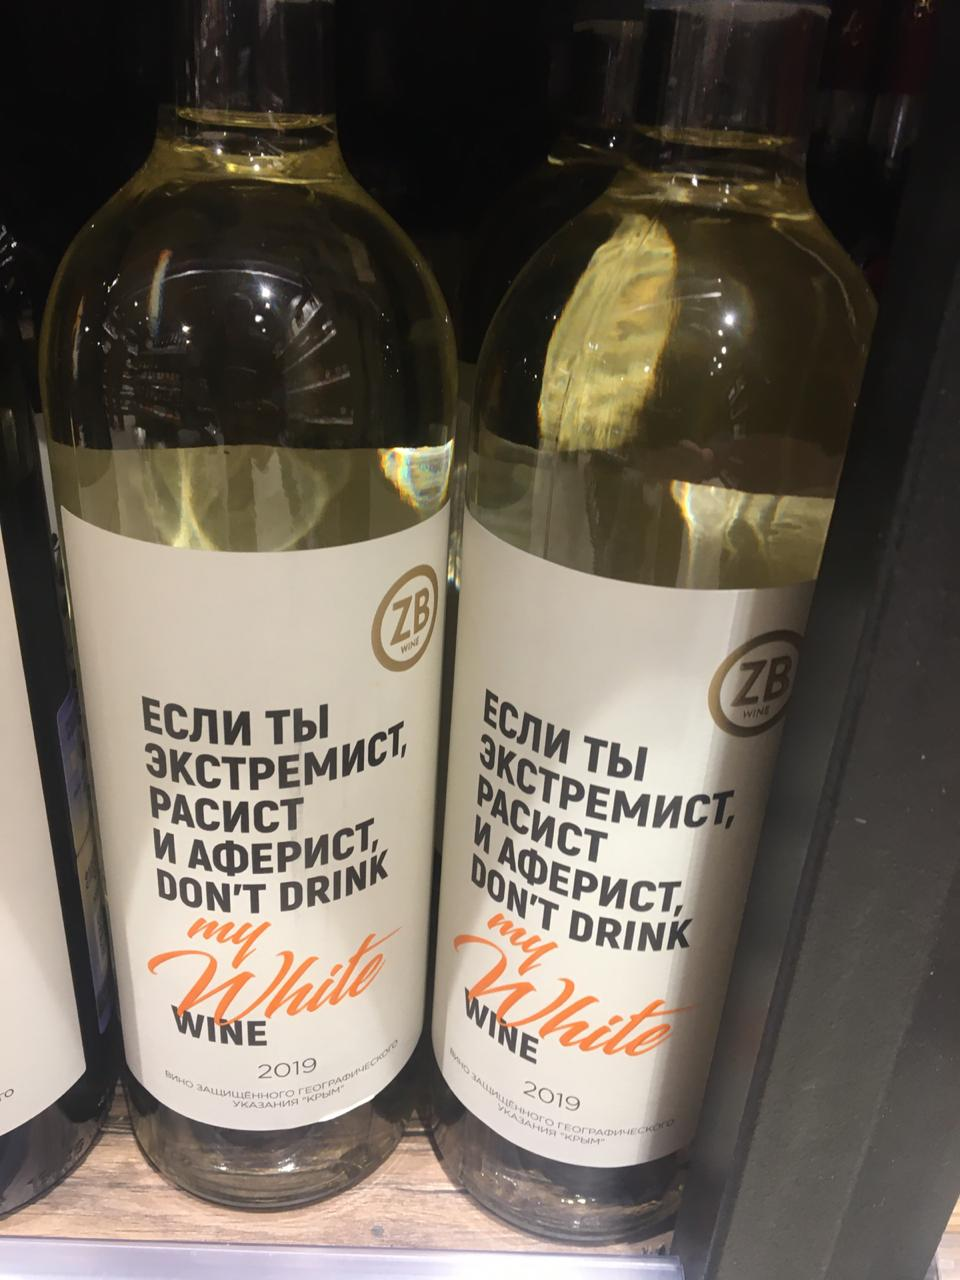 ZB
WINE
ЕСЛИ ТЫ
ЭКСТРЕМИСТ,
РАСИСТ
И АФЕРИСТ,
DON'T DRINK
my
White
WINE
2019
ВИНО ЗАЩИЩЁННОГО ГЕОГРАФИЧЕСКОГО
УКАЗАНИЯ "КРЫМ"
ZB
WINE
ЕСЛИ ТЫ
ЭКСТРЕМИСТ,
РАСИСТ
И АФЕРИСТ,
DON'T DRINK
my
White
WINE
2019
ВИНО ЗАЩИЩЁННОГО ГЕОГРАФИЧЕСКОГО
УКАЗАНИЯ "КРЫМ"